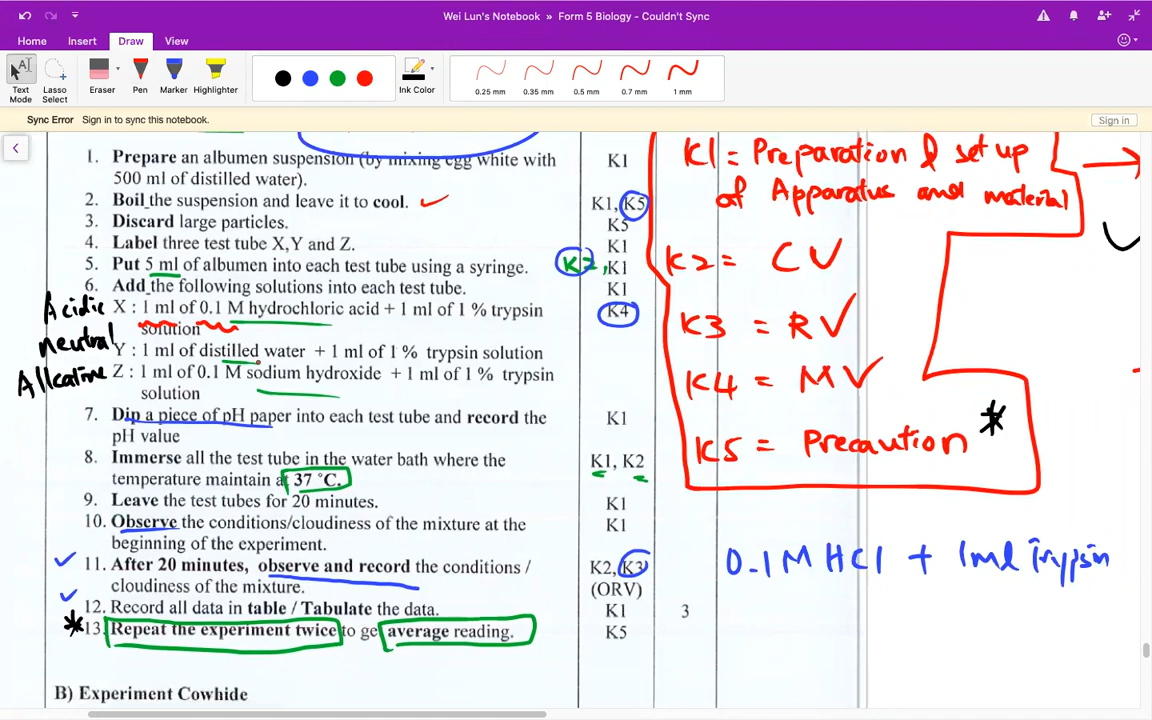 Wei Lun's Notebook » Form 5 Biology - Couldn't Sync
Home Insert Draw View
Text Mode
Lasso Select
Eraser
Pen
Marker
Highlighter
Ink Color
0.25 mm 0.35 mm 0.5 mm 0.7 mm 1 mm
Sync Error Sign in to sync this notebook. Sign in
1. Prepare an albumen suspension (by mixing egg white with K1
500 ml of distilled water).
2. Boil the suspension and leave it to cool. K1, K5
3. Discard large particles. K5
4. Label three test tube X,Y and Z. K1
5. Put 5 ml of albumen into each test tube using a syringe. K2, K1
6. Add the following solutions into each test tube. K1
Acidic X : 1 ml of 0.1 M hydrochloric acid + 1 ml of 1 % trypsin K4
solution
neutral Y : 1 ml of distilled water + 1 ml of 1 % trypsin solution
Alkaline Z : 1 ml of 0.1 M sodium hydroxide + 1 ml of 1 % trypsin
solution
7. Dip a piece of pH paper into each test tube and record the K1
pH value
8. Immerse all the test tube in the water bath where the K1, K2
temperature maintain at 37 °C.
9. Leave the test tubes for 20 minutes. K1
10. Observe the conditions/cloudiness of the mixture at the K1
beginning of the experiment.
11. After 20 minutes, observe and record the conditions / K2, K3
cloudiness of the mixture. (ORV)
12. Record all data in table / Tabulate the data. K1 3
* 13. Repeat the experiment twice to ge average reading. K5
B) Experiment Cowhide
K1 = Preparation & set up
of Apparatus and material
K2 = CV
K3 = RV
K4 = MV
K5 = Precaution *
0.1M HCl + 1ml Trypsin